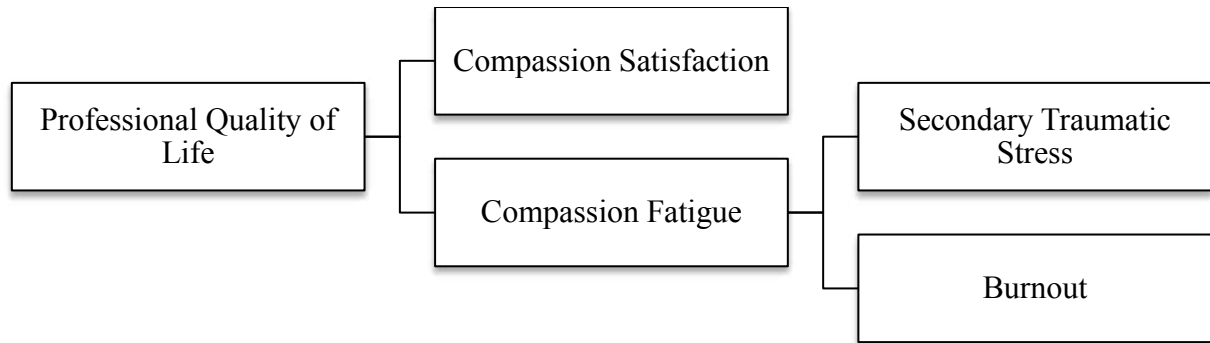 Professional Quality of
Life
Compassion Satisfaction
Compassion Fatigue
Secondary Traumatic
Stress
Burnout